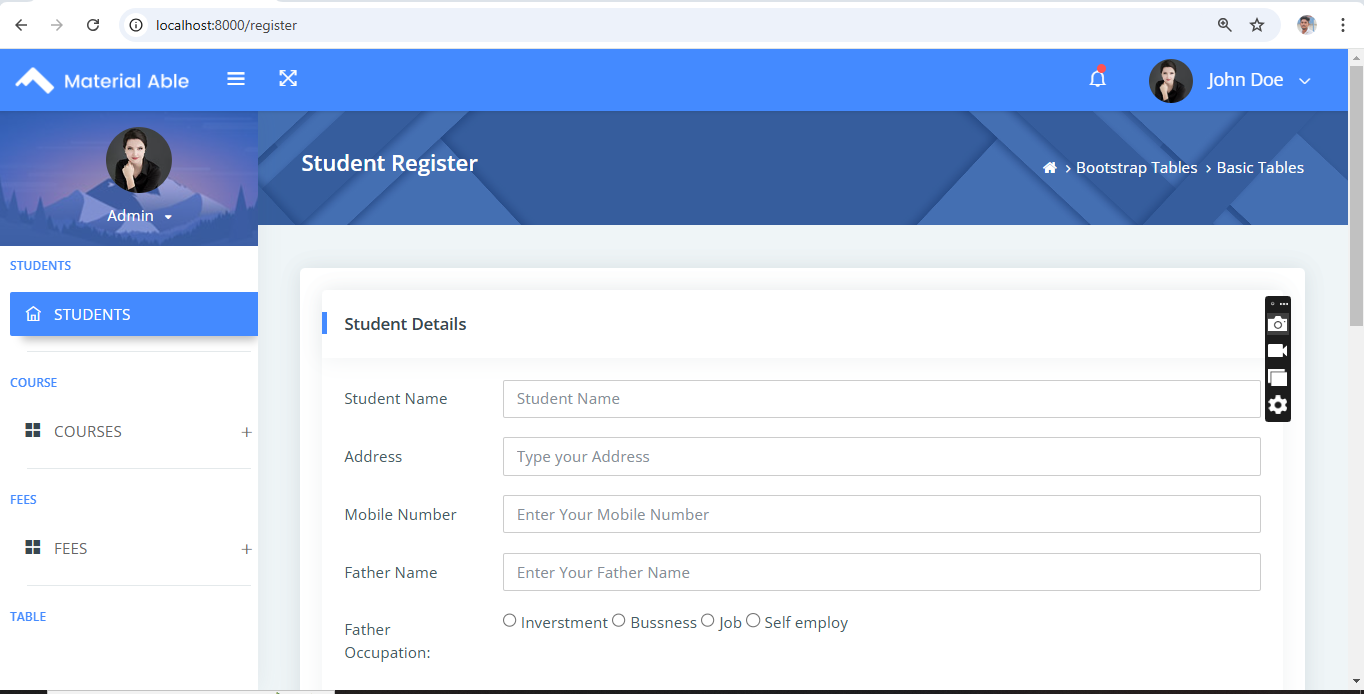 localhost:8000/register
Material Able
John Doe
Admin
Student Register
Bootstrap Tables
Basic Tables
STUDENTS
STUDENTS
COURSE
COURSES
FEES
FEES
TABLE
Student Details
Student Name
Student Name
Address
Type your Address
Mobile Number
Enter Your Mobile Number
Father Name
Enter Your Father Name
Father
Occupation:
Inverstment Bussness Job Self employ